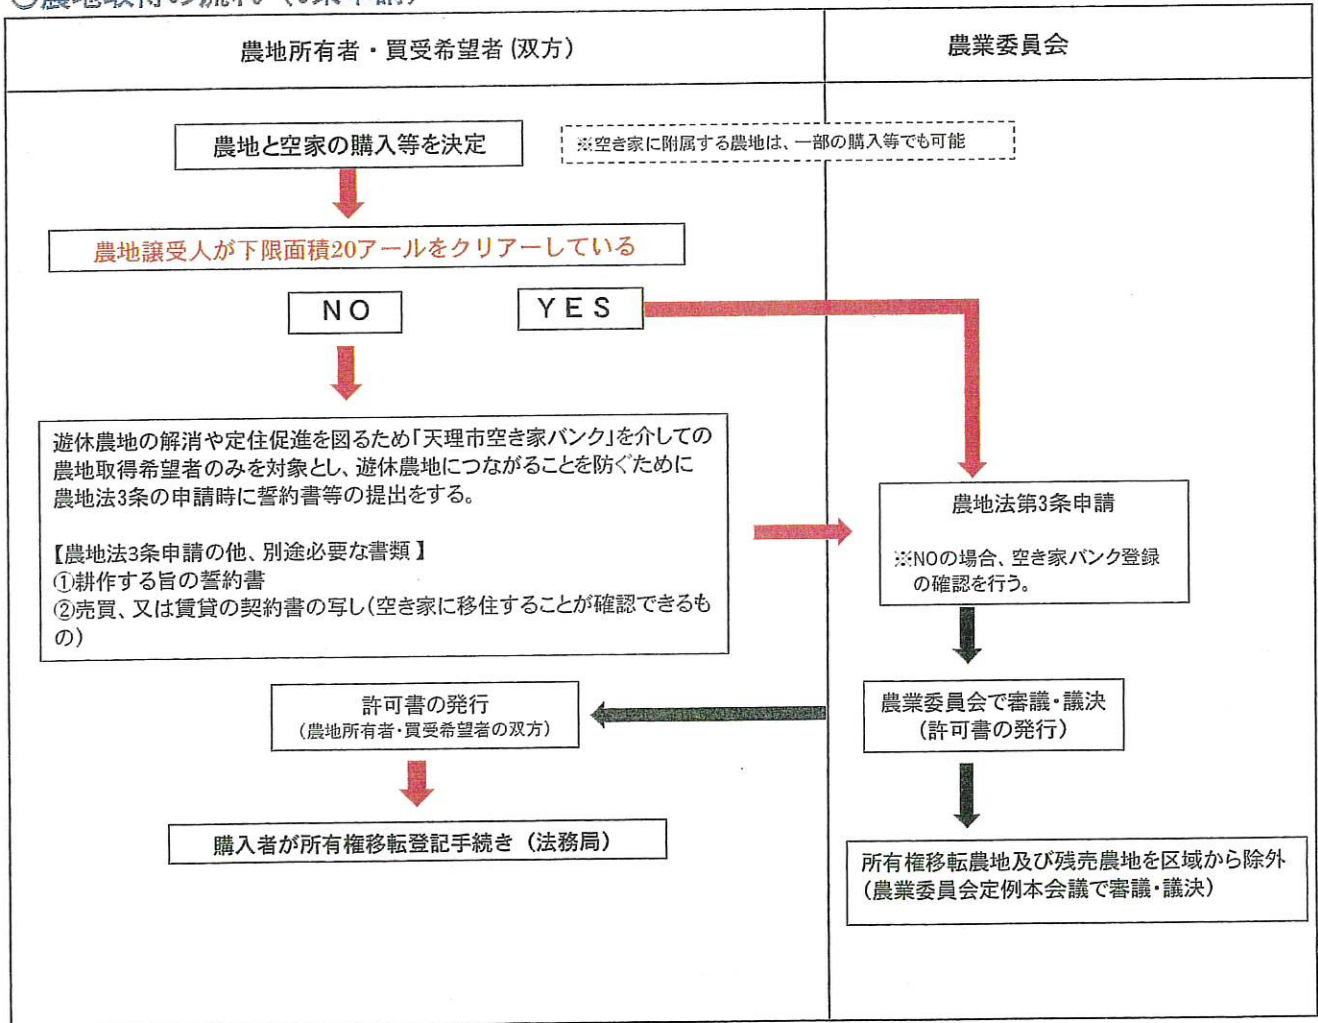 ○農地取得の流れ(3条申請)
農地所有者・買受希望者(双方)
農業委員会
農地と空家の購入等を決定
※空き家に附属する農地は、一部の購入等でも可能
農地譲受人が下限面積20アールをクリアーしている
NO
YES
遊休農地の解消や定住促進を図るため「天理市空き家バンク」を介しての
農地取得希望者のみを対象とし、遊休農地につながることを防ぐために
農地法3条の申請時に誓約書等の提出をする。
【農地法3条申請の他、別途必要な書類】
①耕作する旨の誓約書
②売買、又は賃貸の契約書の写し(空き家に移住することが確認できるも
の)
農地法第3条申請
※NOの場合、空き家バンク登録
の確認を行う。
許可書の発行
(農地所有者・買受希望者の双方)
農業委員会で審議・議決
(許可書の発行)
購入者が所有権移転登記手続き(法務局)
所有権移転農地及び残売農地を区域から除外
(農業委員会定例本会議で審議・議決)